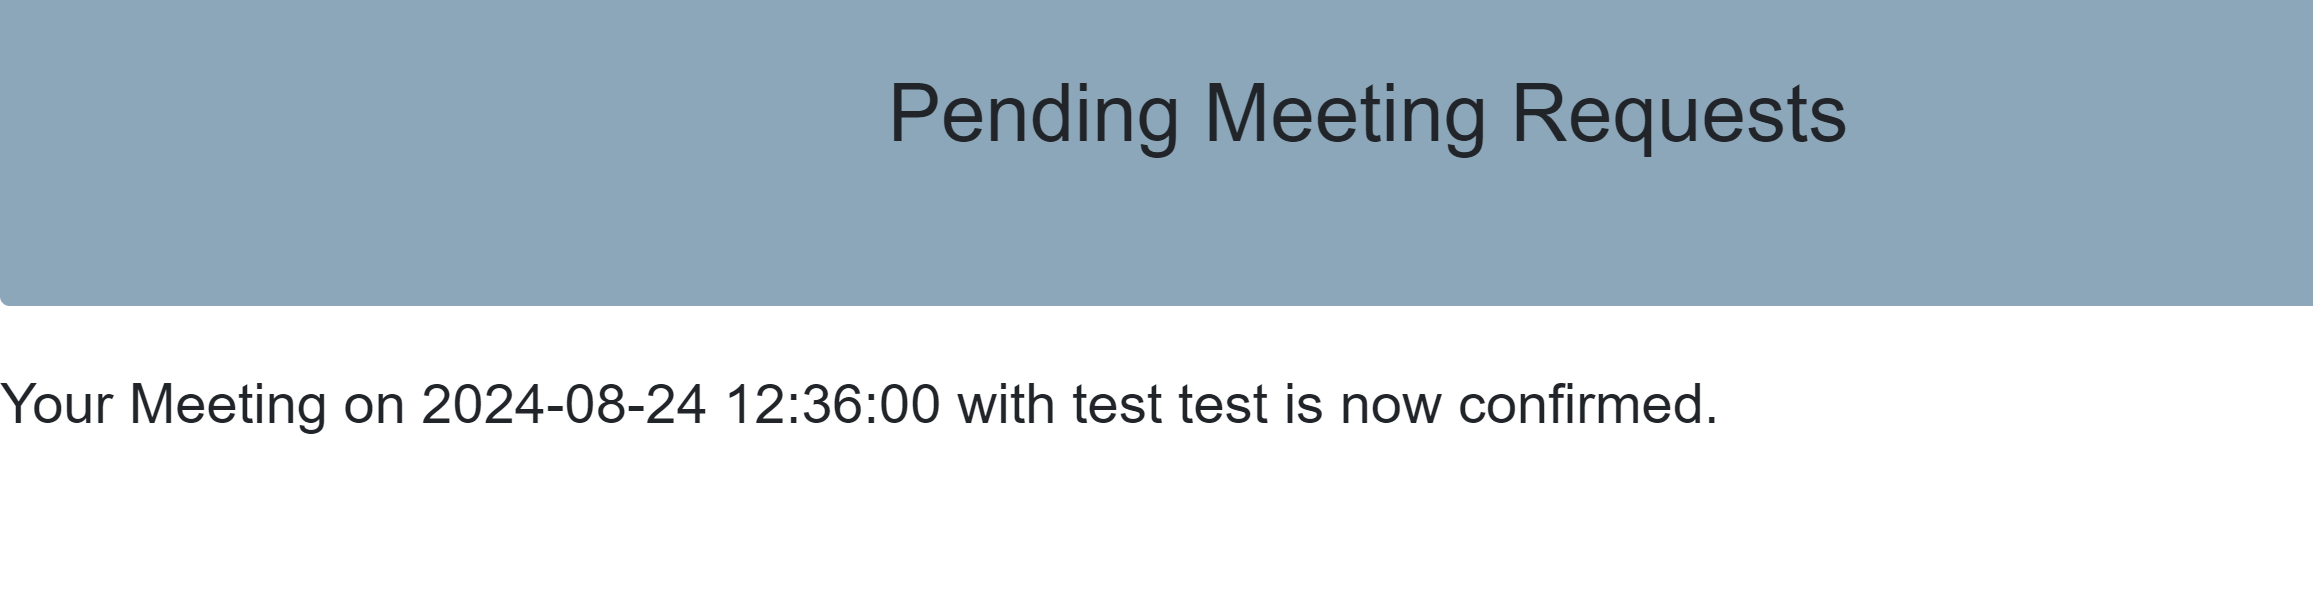 Pending Meeting Requests
Your Meeting on 2024-08-24 12:36:00 with test test is now confirmed.